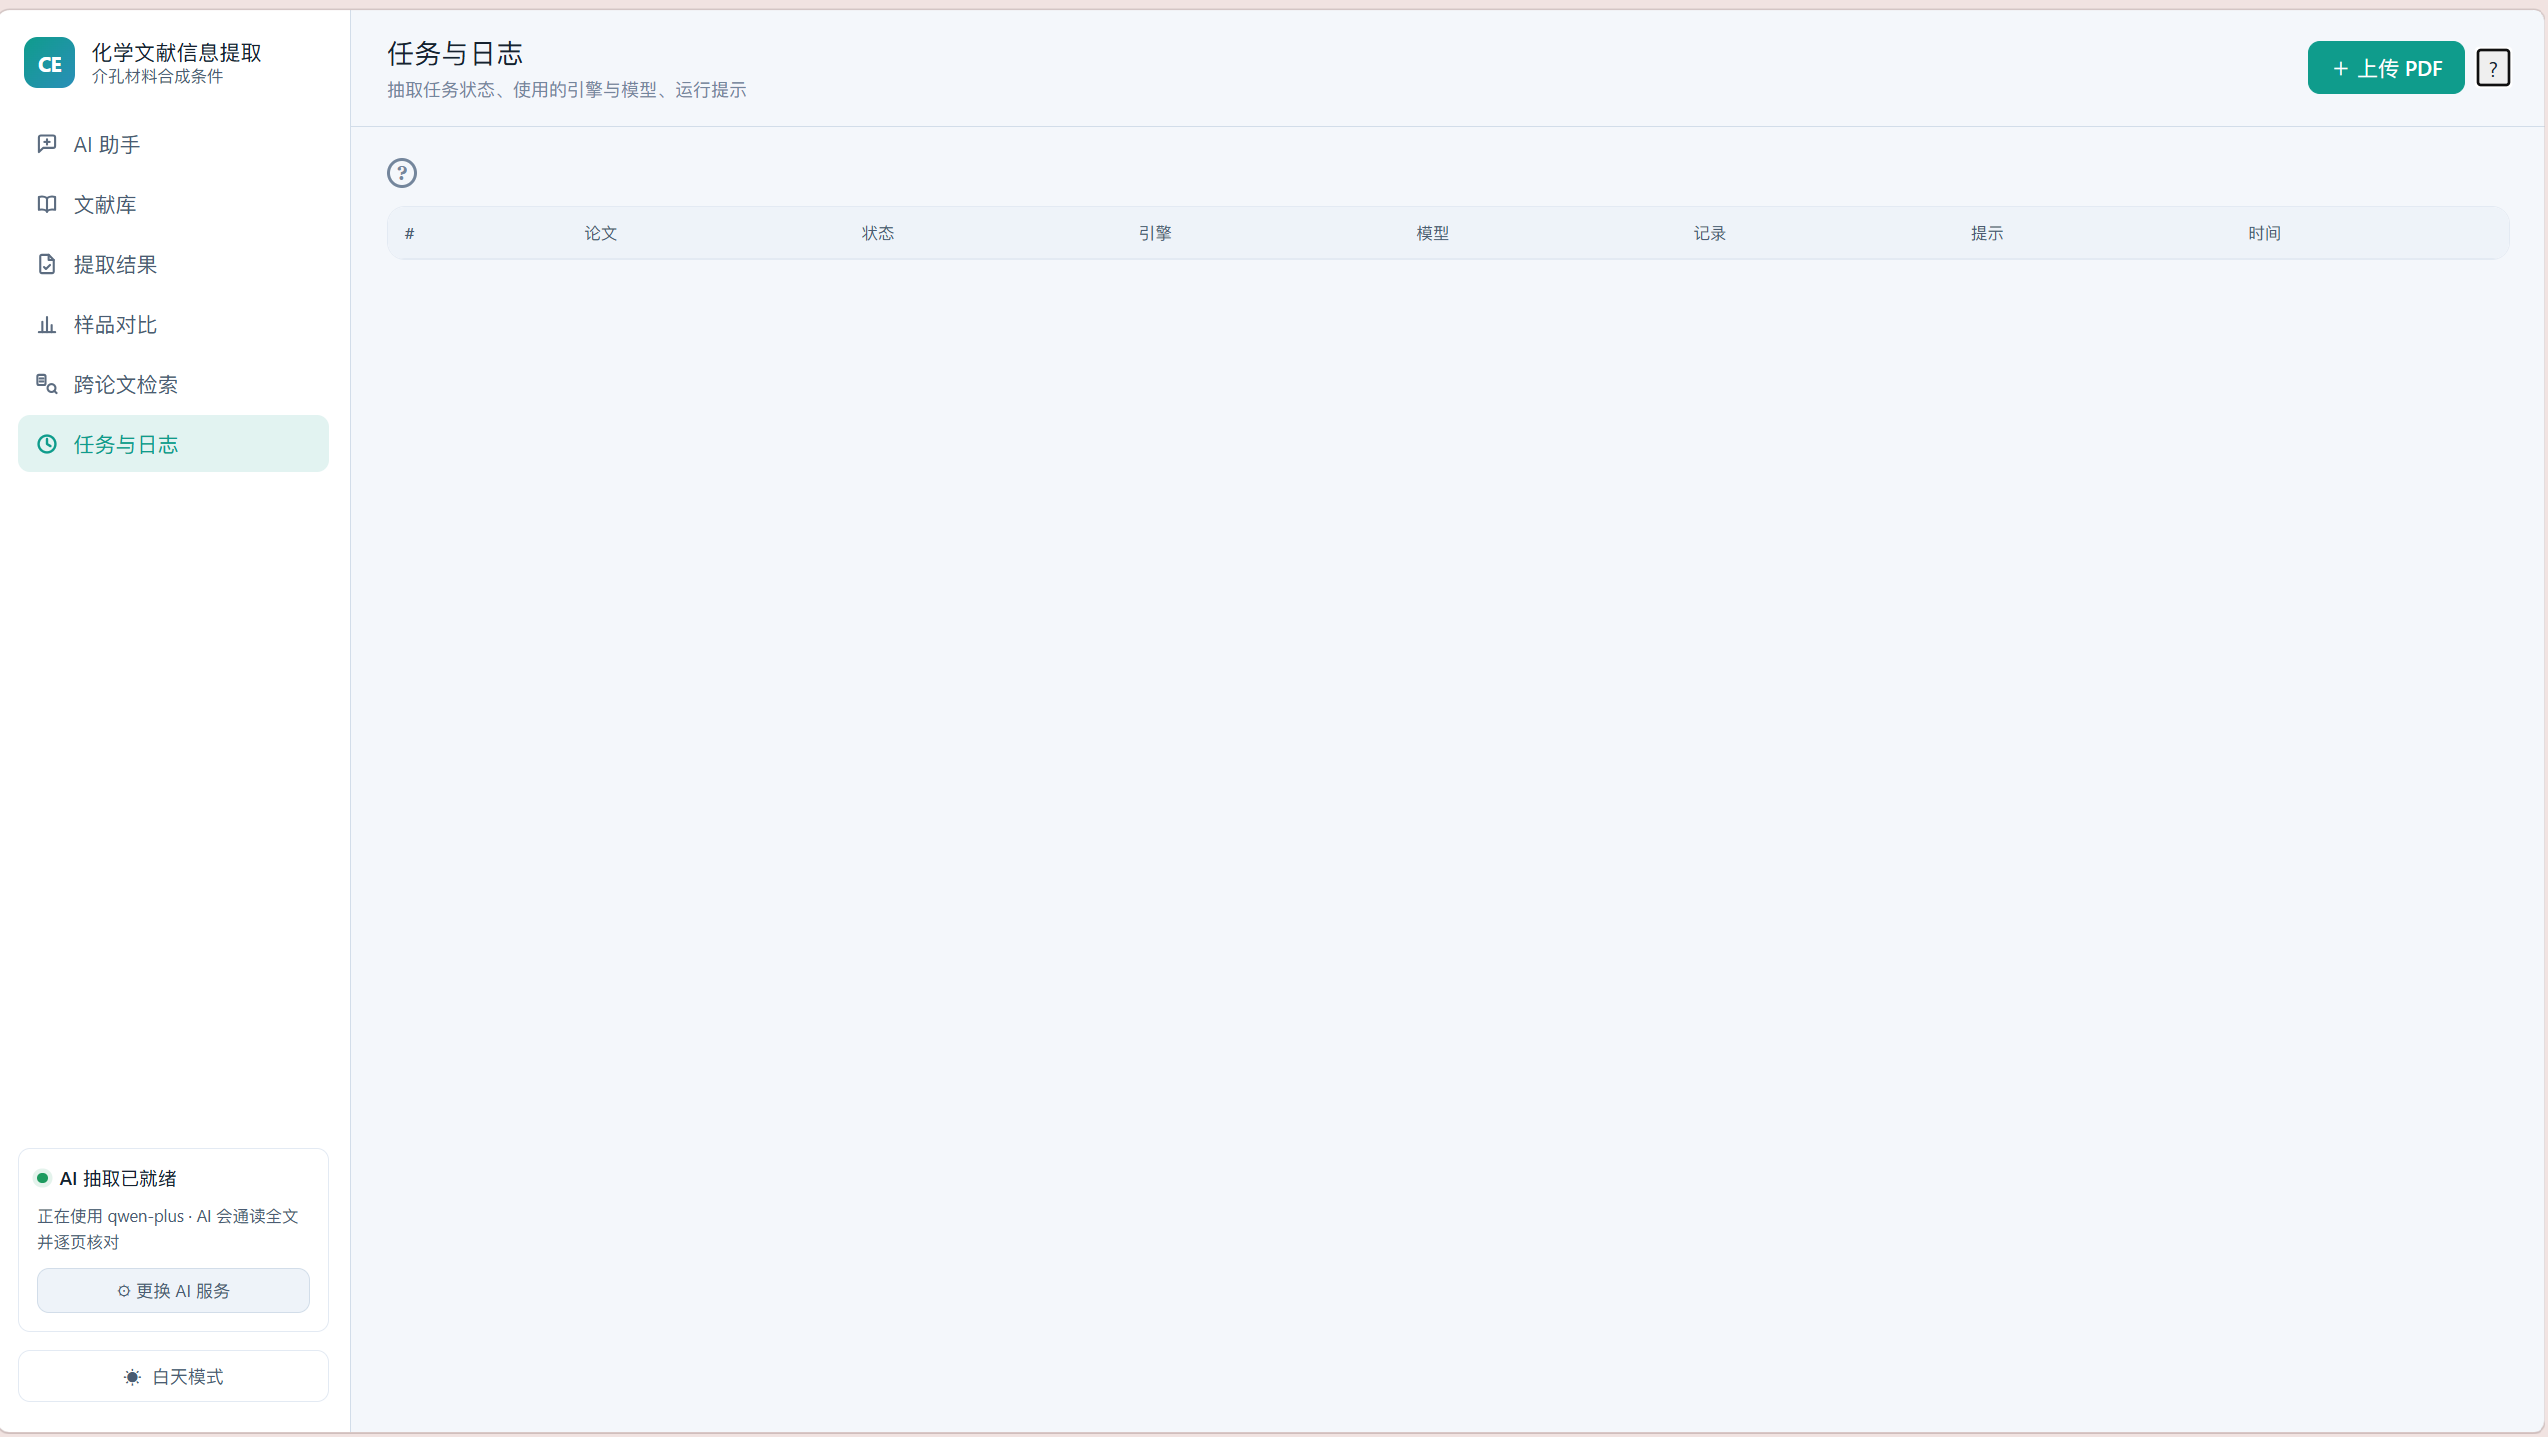 CE
化学文献信息提取
介孔材料合成条件
AI 助手
文献库
提取结果
样品对比
跨论文检索
任务与日志
AI 抽取已就绪
正在使用 qwen-plus · AI 会通读全文
并逐页核对
更换 AI 服务
白天模式
任务与日志
抽取任务状态、使用的引擎与模型、运行提示
+ 上传 PDF
?
?
# 论文 状态 引擎 模型 记录 提示 时间